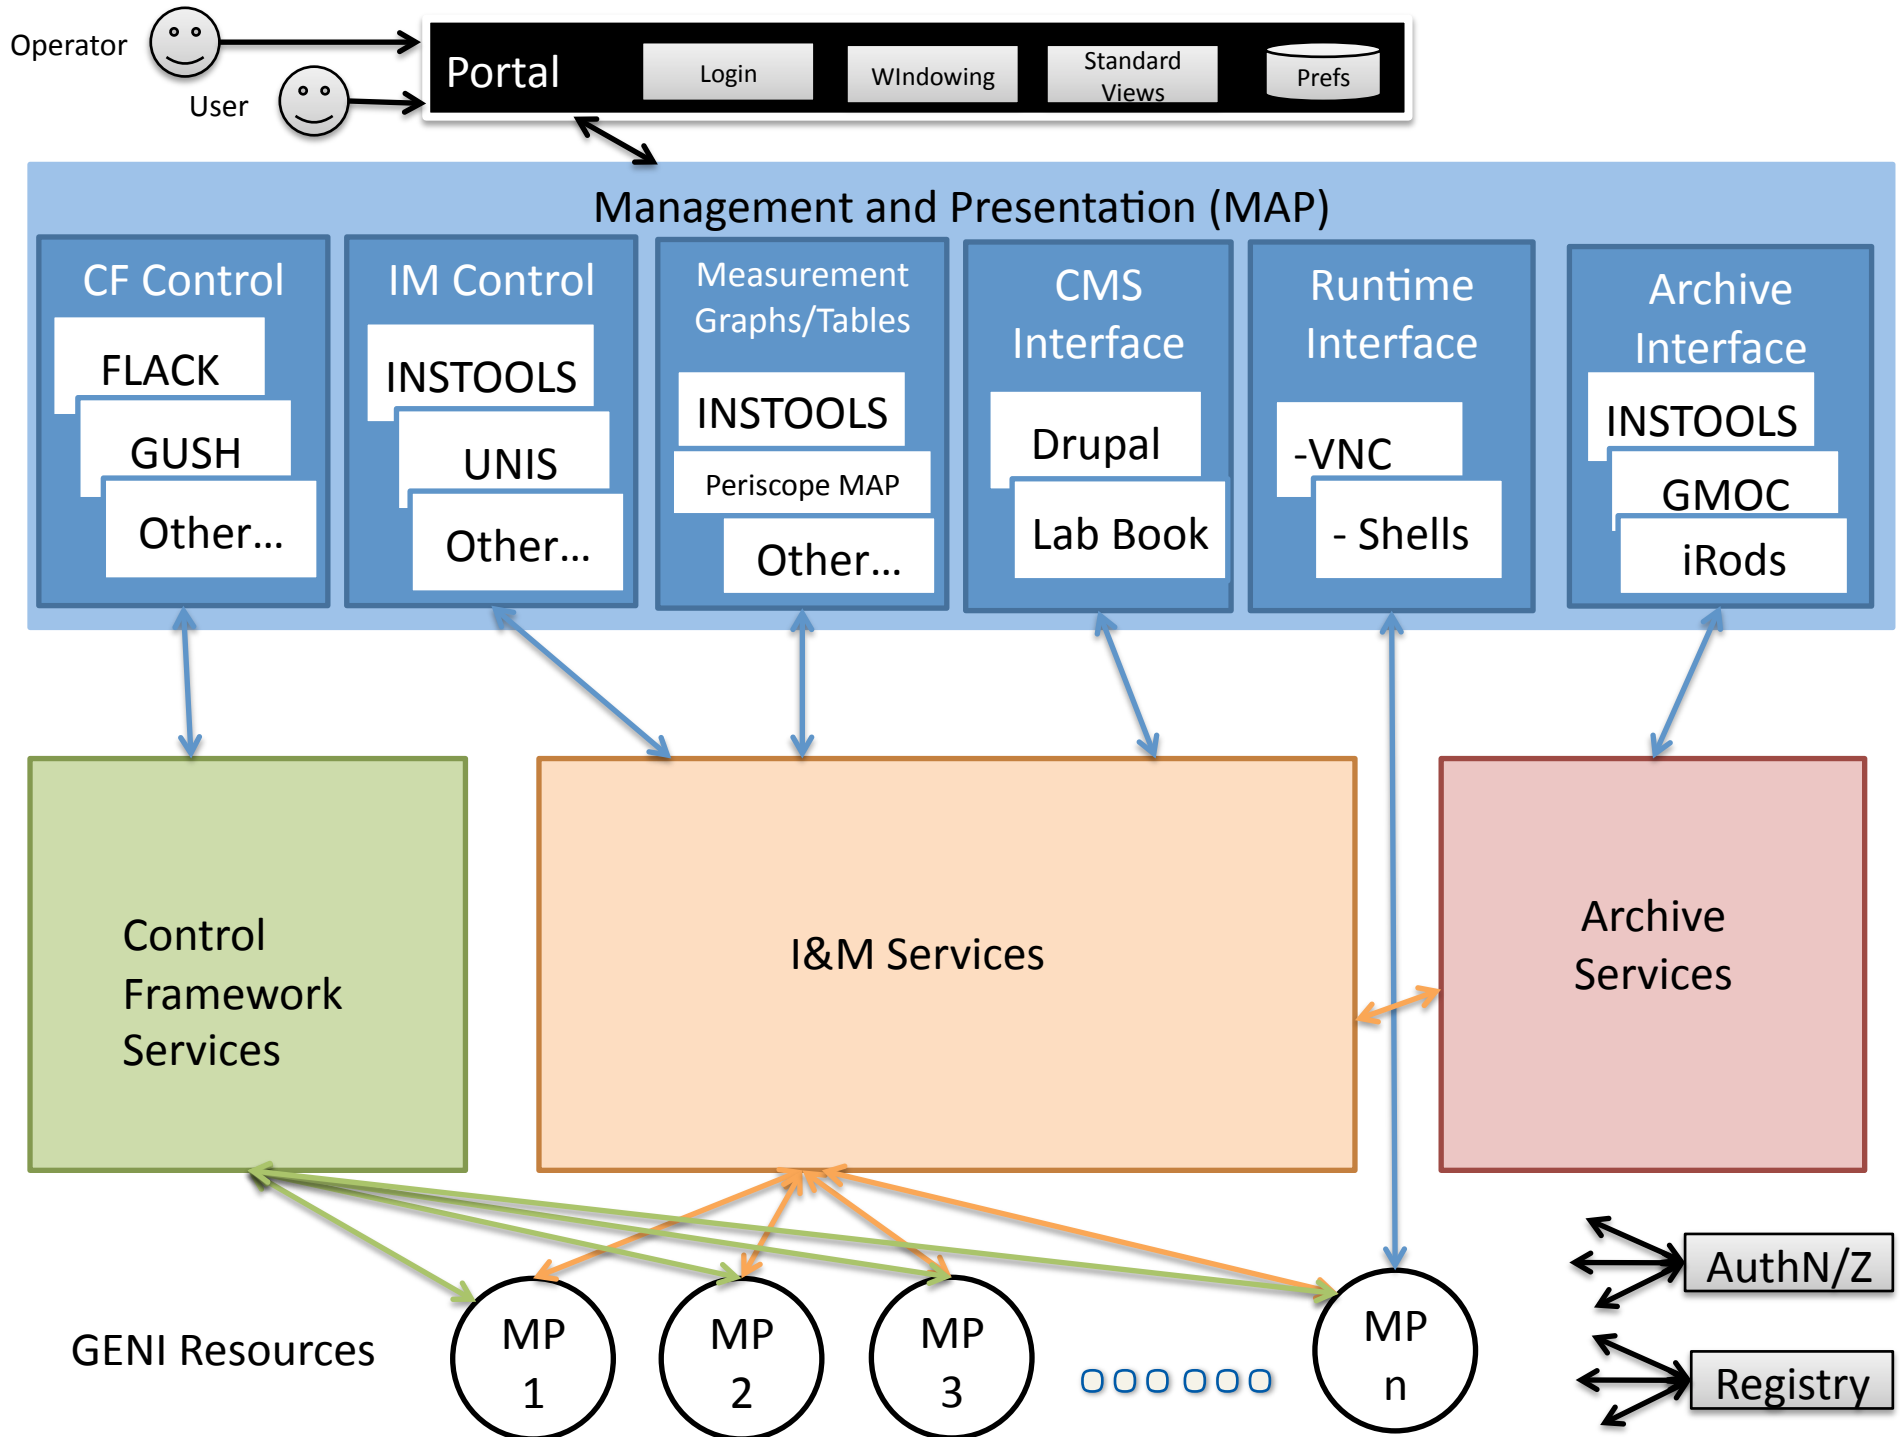 Operator
User
Portal
Login
WIndowing
Standard
Views
Prefs
Management and Presentation (MAP)
CF Control
FLACK
GUSH
Other...
IM Control
INSTOOLS
UNIS
Other...
Measurement
Graphs/Tables
INSTOOLS
Periscope MAP
Other...
CMS
Interface
Drupal
Lab Book
Runtime
Interface
-VNC
- Shells
Archive
Interface
INSTOOLS
GMOC
iRods
Control
Framework
Services
I&M Services
Archive
Services
GENI Resources
MP
1
MP
2
MP
3
MP
n
AuthN/Z
Registry